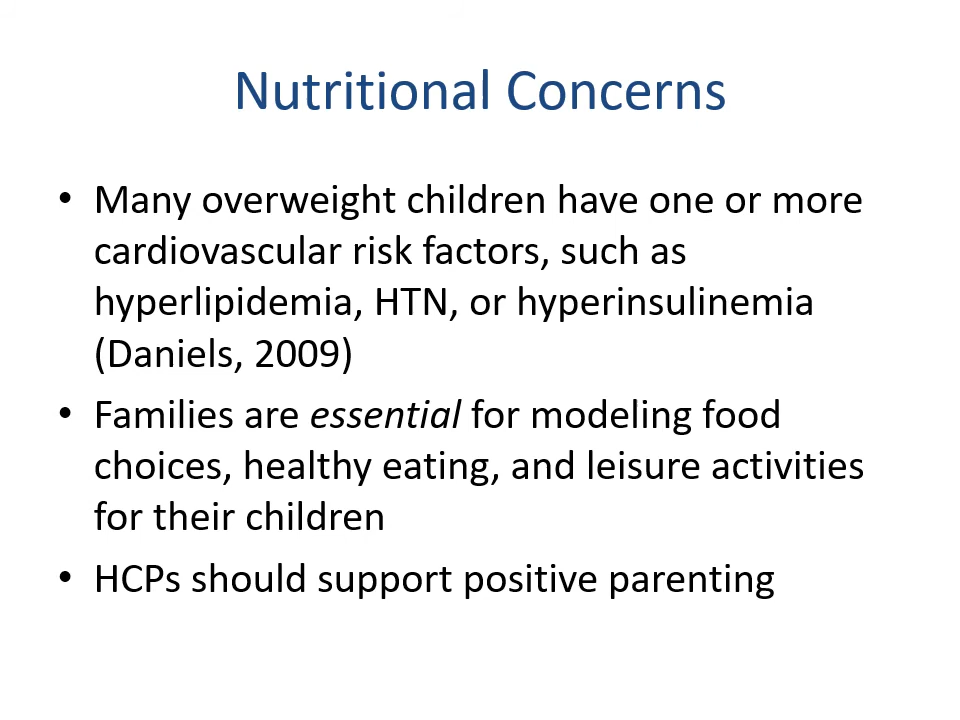 Nutritional Concerns
• Many overweight children have one or more
cardiovascular risk factors, such as
hyperlipidemia, HTN, or hyperinsulinemia
(Daniels, 2009)
• Families are essential for modeling food
choices, healthy eating, and leisure activities
for their children
• HCPs should support positive parenting